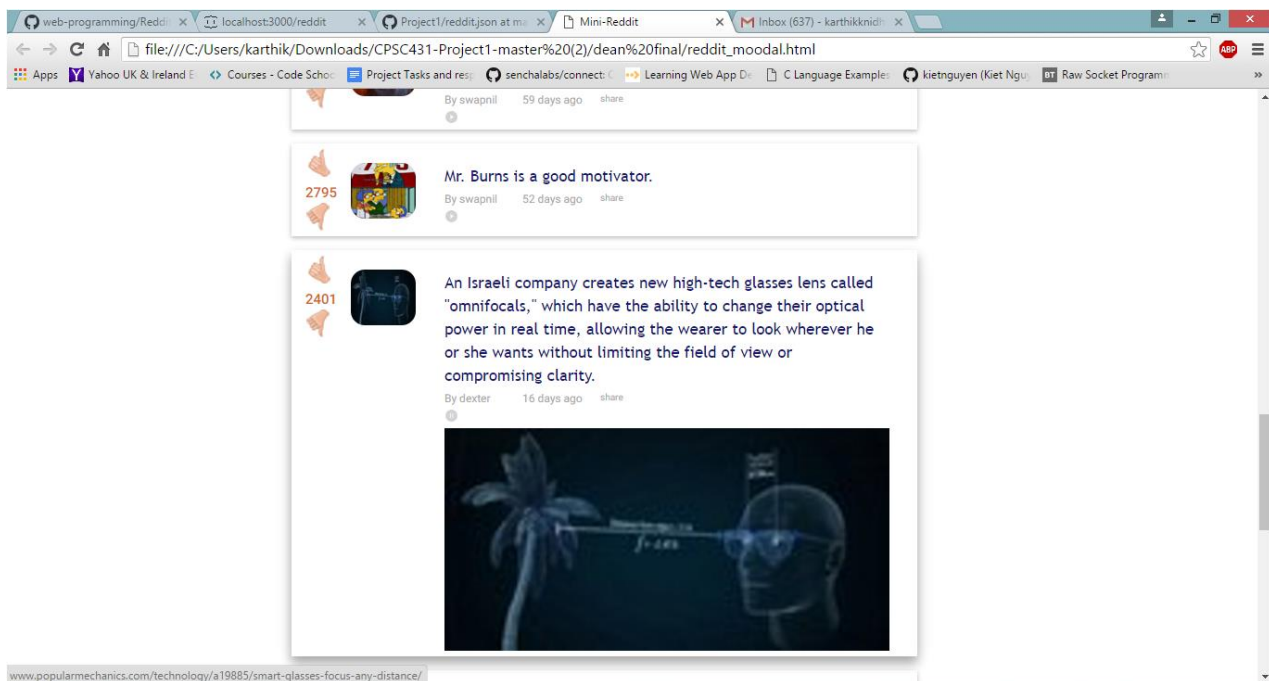 web-programming/Reddi
localhost:3000/reddit
Project1/reddit.json at ma
Mini-Reddit
Inbox (637) - karthikknidh
file:///C:/Users/karthik/Downloads/CPSC431-Project1-master%20(2)/dean%20final/reddit_moodal.html
ABP
Apps
Yahoo UK & Ireland E
Courses - Code Schoo
Project Tasks and resp
senchalabs/connect: C
Learning Web App De
C Language Examples
kietnguyen (Kiet Nguy
BT
Raw Socket Programm
»
By swapnil 59 days ago share
2795
Mr. Burns is a good motivator.
By swapnil 52 days ago share
2401
An Israeli company creates new high-tech glasses lens called
"omnifocals," which have the ability to change their optical
power in real time, allowing the wearer to look wherever he
or she wants without limiting the field of view or
compromising clarity.
By dexter 16 days ago share
www.popularmechanics.com/technology/a19885/smart-glasses-focus-any-distance/